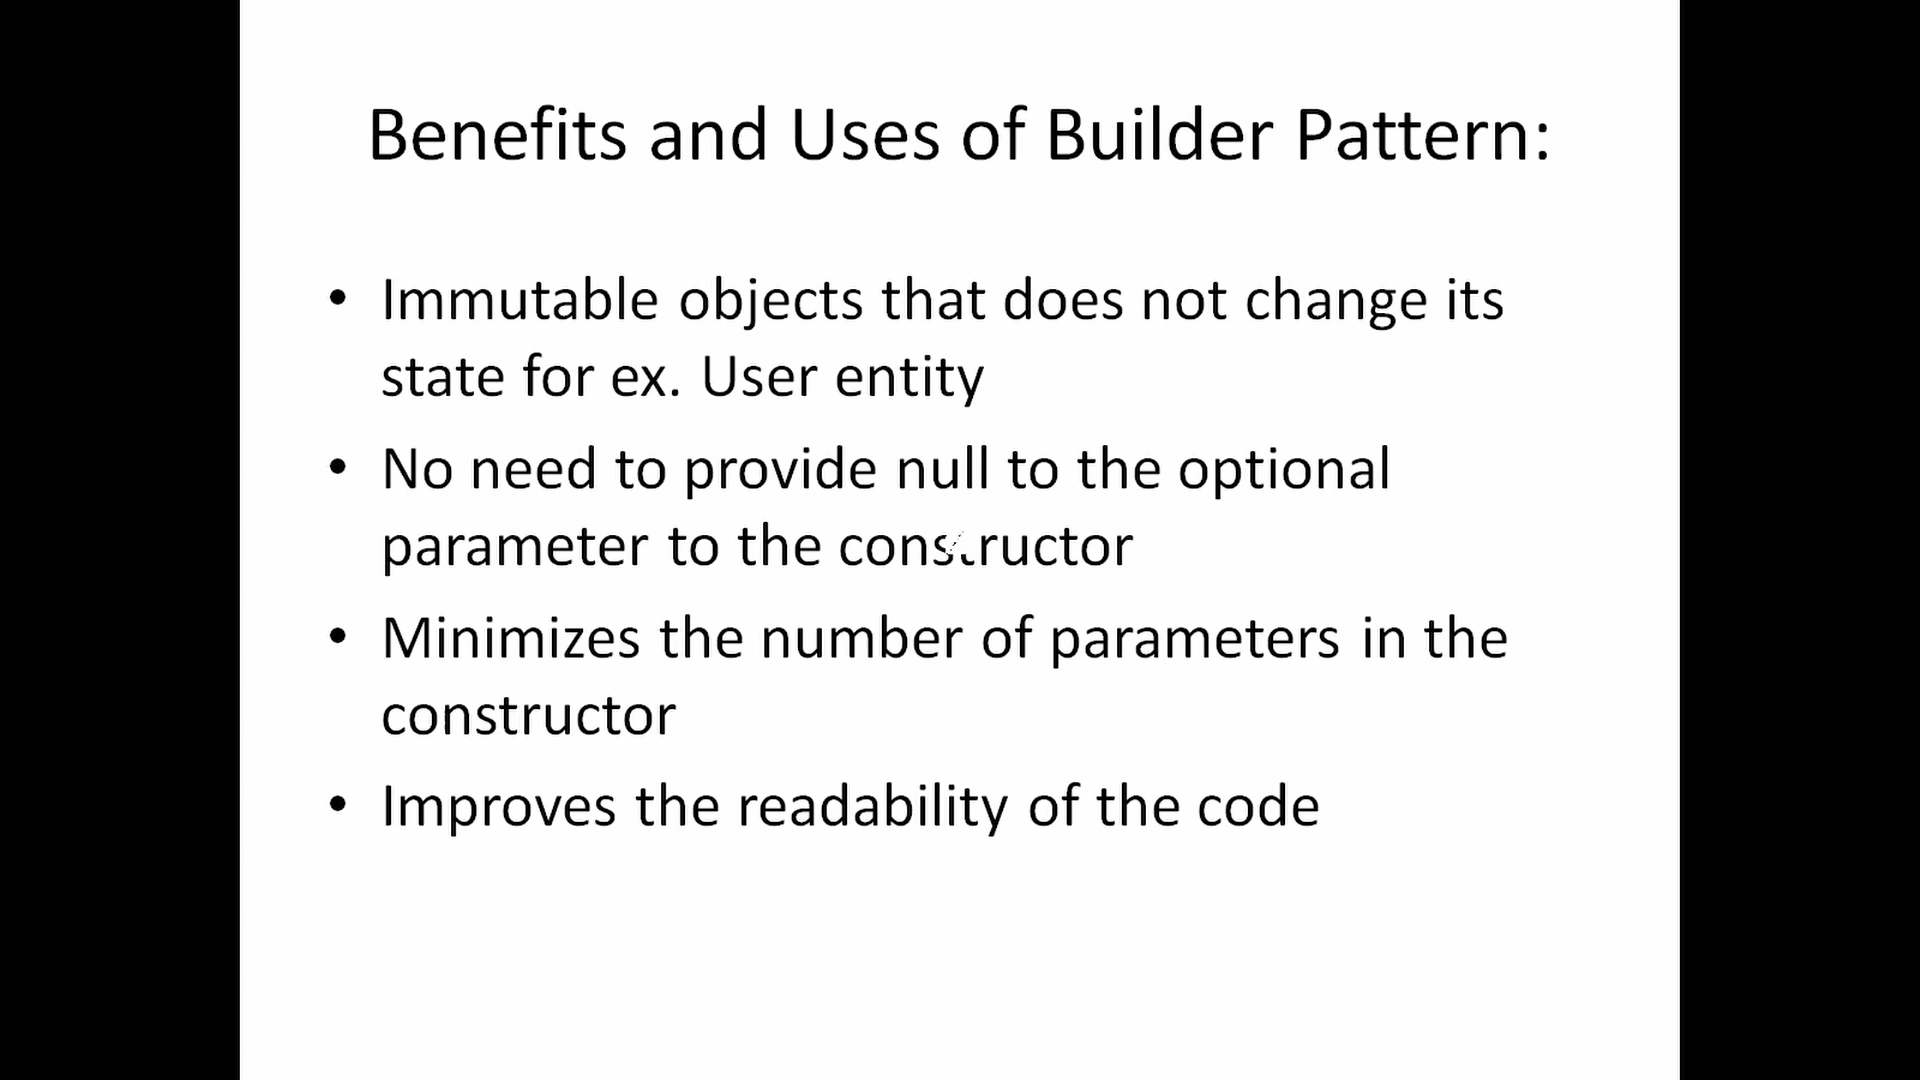 Benefits and Uses of Builder Pattern:
• Immutable objects that does not change its
state for ex. User entity
• No need to provide null to the optional
parameter to the constructor
• Minimizes the number of parameters in the
constructor
• Improves the readability of the code